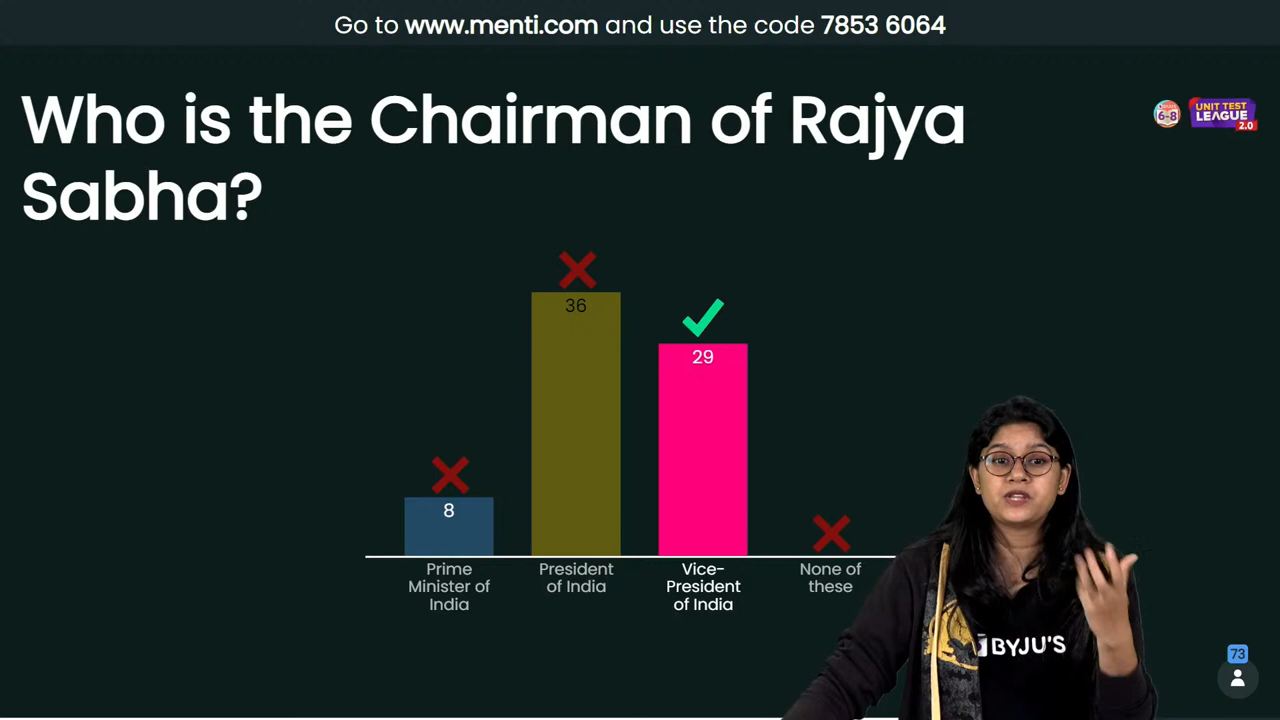 Go to www.menti.com and use the code 7853 6064
Who is the Chairman of Rajya
Sabha?
6-8
UNIT TEST
LEAGUE
2.0
36
29
8
Prime
Minister of
India
President
of India
Vice-
President
of India
None of
these
BYJU'S
73